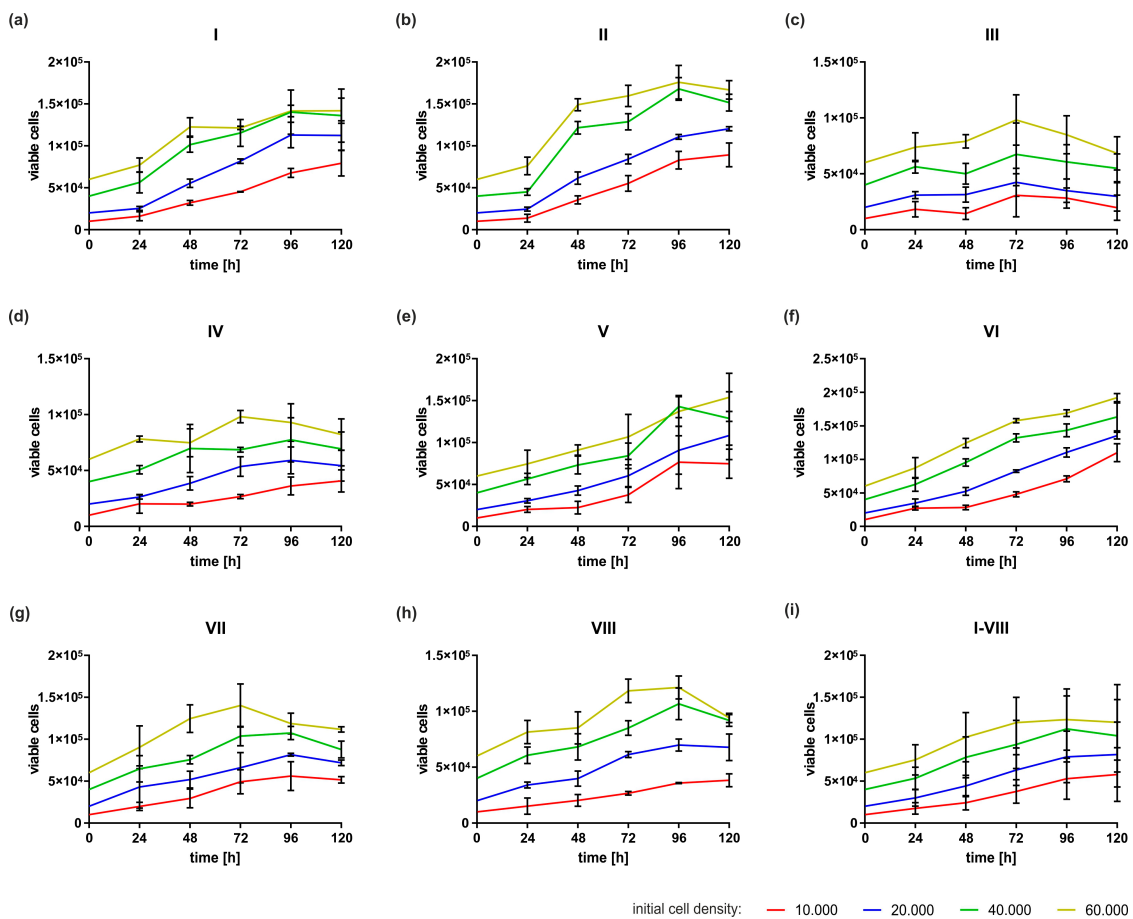 (a)
I
2×10⁵
1.5×10⁵
1×10⁵
5×10⁴
0
viable cells
0 24 48 72 96 120
time [h]
(b)
II
2×10⁵
1.5×10⁵
1×10⁵
5×10⁴
0
viable cells
0 24 48 72 96 120
time [h]
(c)
III
1.5×10⁵
1×10⁵
5×10⁴
0
viable cells
0 24 48 72 96 120
time [h]
(d)
IV
1.5×10⁵
1×10⁵
5×10⁴
0
viable cells
0 24 48 72 96 120
time [h]
(e)
V
2×10⁵
1.5×10⁵
1×10⁵
5×10⁴
0
viable cells
0 24 48 72 96 120
time [h]
(f)
VI
2.5×10⁵
2×10⁵
1.5×10⁵
1×10⁵
5×10⁴
0
viable cells
0 24 48 72 96 120
time [h]
(g)
VII
2×10⁵
1.5×10⁵
1×10⁵
5×10⁴
0
viable cells
0 24 48 72 96 120
time [h]
(h)
VIII
1.5×10⁵
1×10⁵
5×10⁴
0
viable cells
0 24 48 72 96 120
time [h]
(i)
I-VIII
2×10⁵
1.5×10⁵
1×10⁵
5×10⁴
0
viable cells
0 24 48 72 96 120
time [h]
initial cell density: 10.000 20.000 40.000 60.000